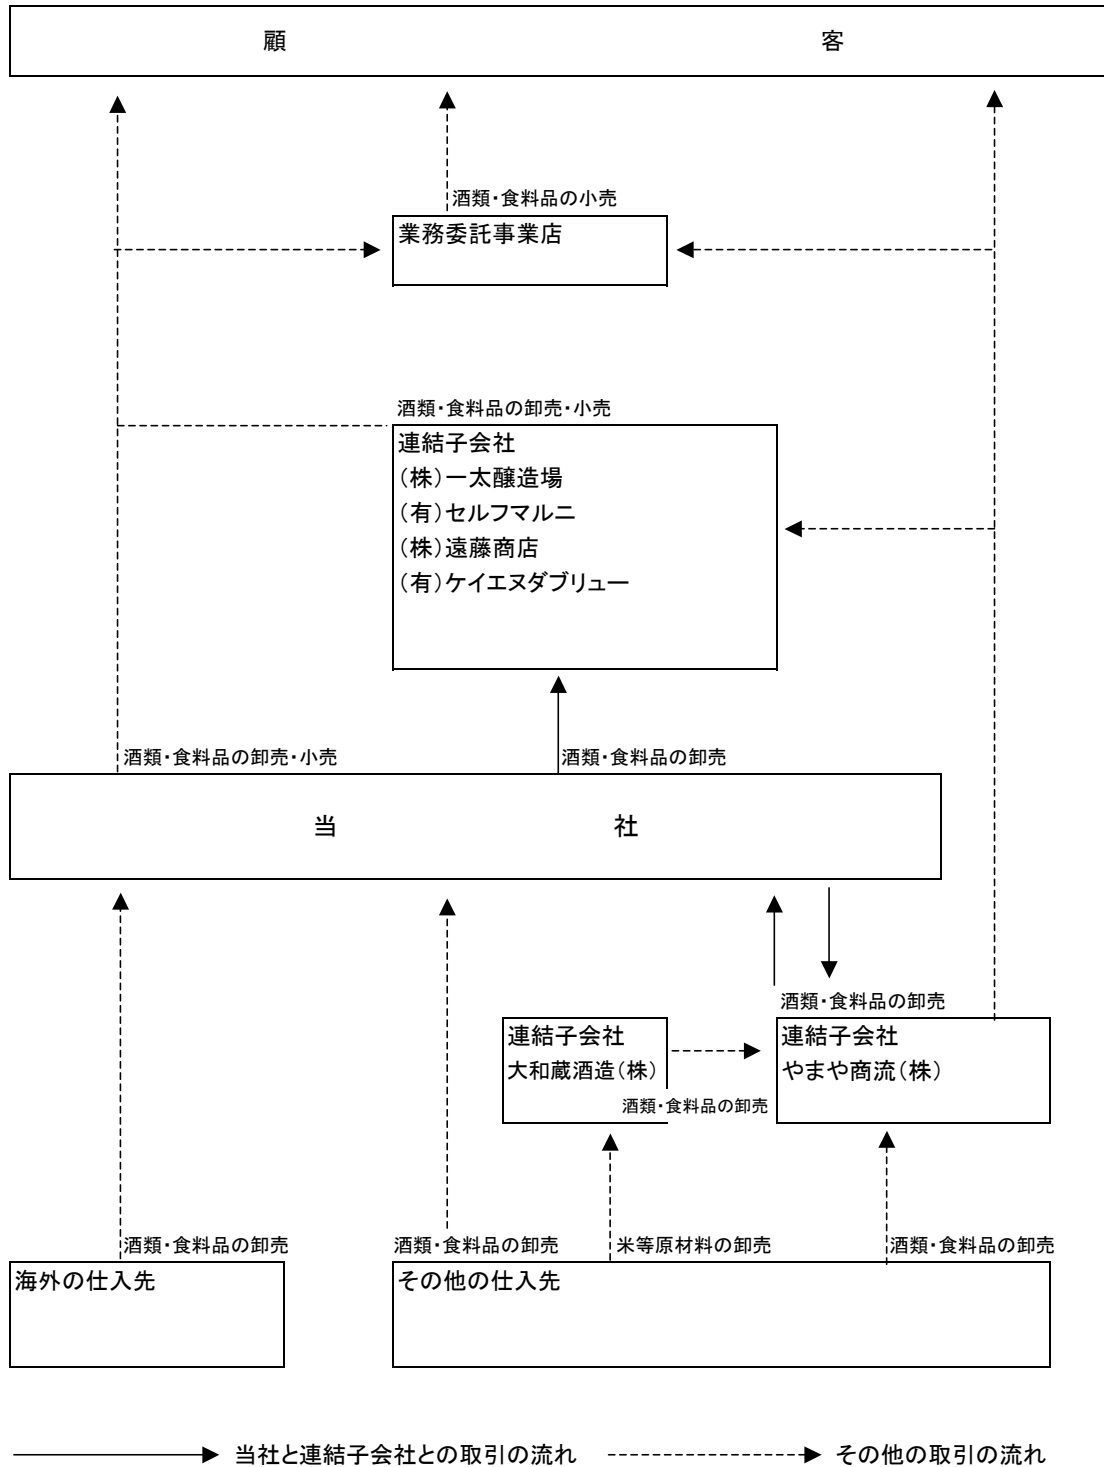 顧客
酒類・食料品の小売
業務委託事業店
酒類・食料品の卸売・小売
連結子会社
(株)一太醸造場
(有)セルフマルニ
(株)遠藤商店
(有)ケイエヌダブリュー
酒類・食料品の卸売・小売
酒類・食料品の卸売
当社
酒類・食料品の卸売
連結子会社
大和蔵酒造(株)
連結子会社
やまや商流(株)
酒類・食料品の卸売
酒類・食料品の卸売
酒類・食料品の卸売
米等原材料の卸売
酒類・食料品の卸売
海外の仕入先
その他の仕入先
当社と連結子会社との取引の流れ
その他の取引の流れ